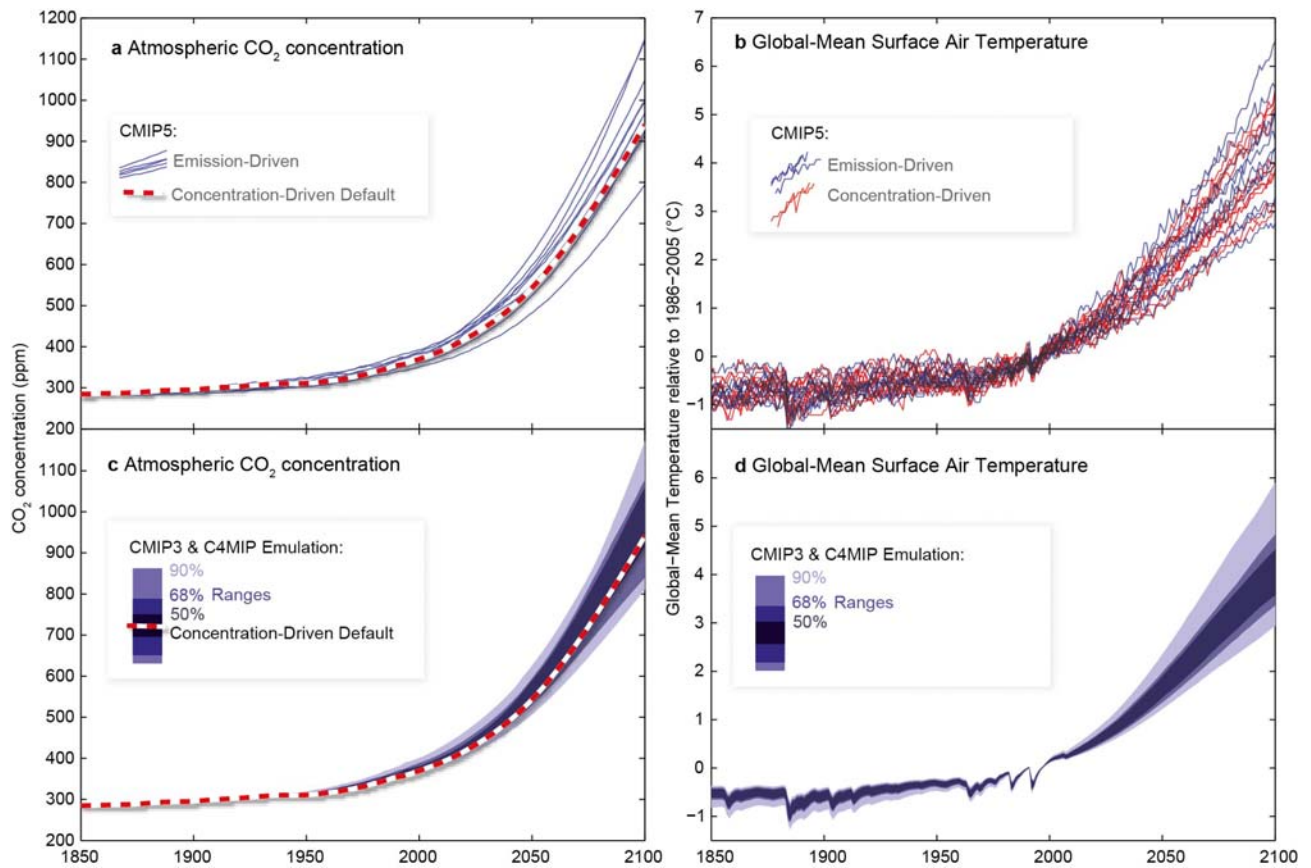 a Atmospheric CO₂ concentration
CMIP5:
Emission-Driven
Concentration-Driven Default
1200
1100
1000
900
800
700
600
500
400
300
200
b Global-Mean Surface Air Temperature
CMIP5:
Emission-Driven
Concentration-Driven
7
6
5
4
3
2
1
0
−1
CO₂ concentration (ppm)
Global−Mean Temperature relative to 1986−2005 (°C)
c Atmospheric CO₂ concentration
CMIP3 & C4MIP Emulation:
90%
68% Ranges
50%
Concentration-Driven Default
200
1100
1000
900
800
700
600
500
400
300
200
1850 1900 1950 2000 2050 2100
d Global-Mean Surface Air Temperature
CMIP3 & C4MIP Emulation:
90%
68% Ranges
50%
6
5
4
3
2
1
0
−1
1850 1900 1950 2000 2050 2100